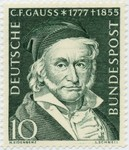 C.F. GAUSS * 1777 † 1855
DEUTSCHE
BUNDESPOST
10